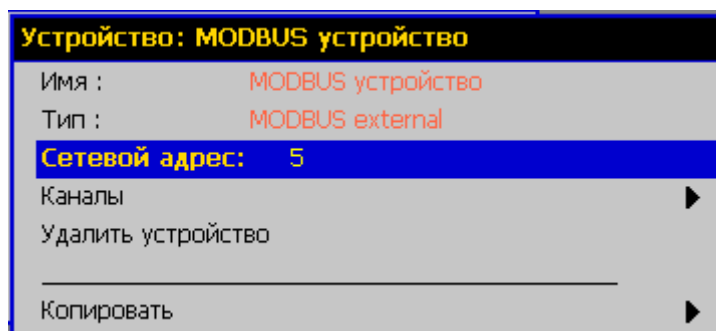 Устройство: MODBUS устройство
Имя : MODBUS устройство
Тип : MODBUS external
Сетевой адрес: 5
Каналы
Удалить устройство
Копировать